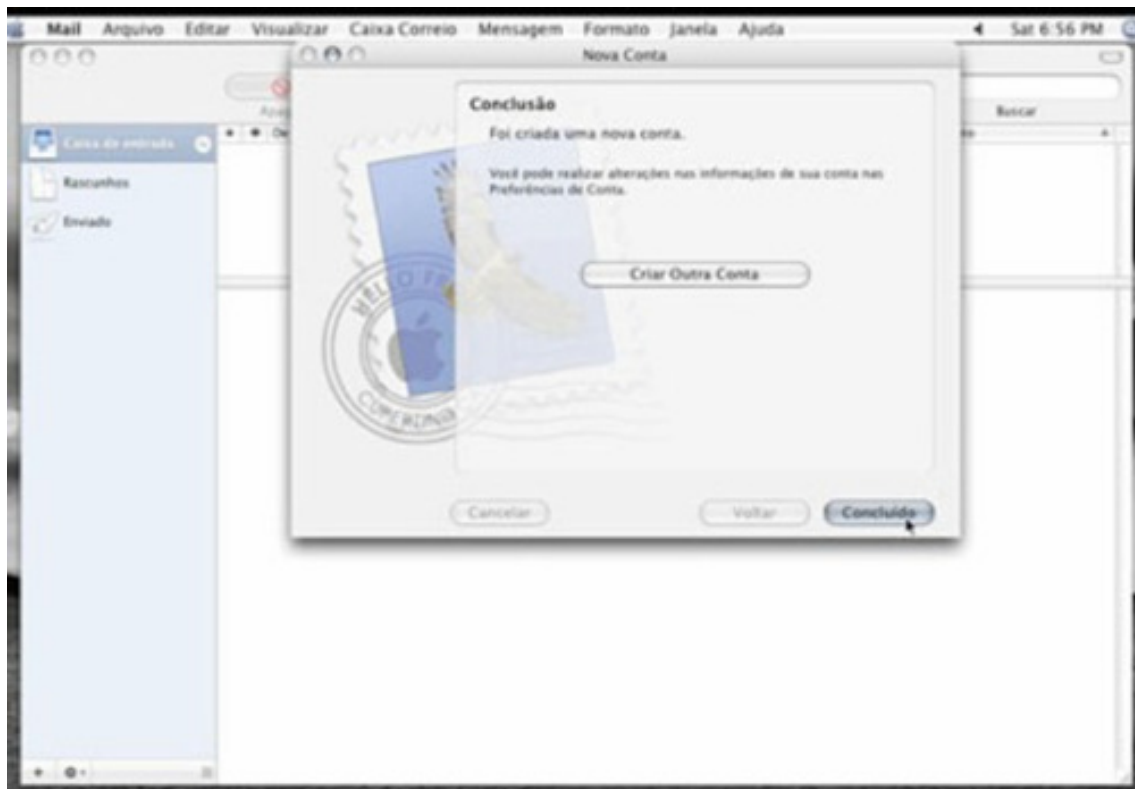 Mail Arquivo Editar Visualizar Caixa Correio Mensagem Formato Janela Ajuda Sat 6:56 PM
Nova Conta
Buscar
Caixa de entrada
Rascunhos
Enviado
Conclusão
Foi criada uma nova conta.
Você pode realizar alterações nas informações de sua conta nas
Preferências de Conta.
Criar Outra Conta
HELLO
CUPERTINO
Cancelar Voltar Concluído